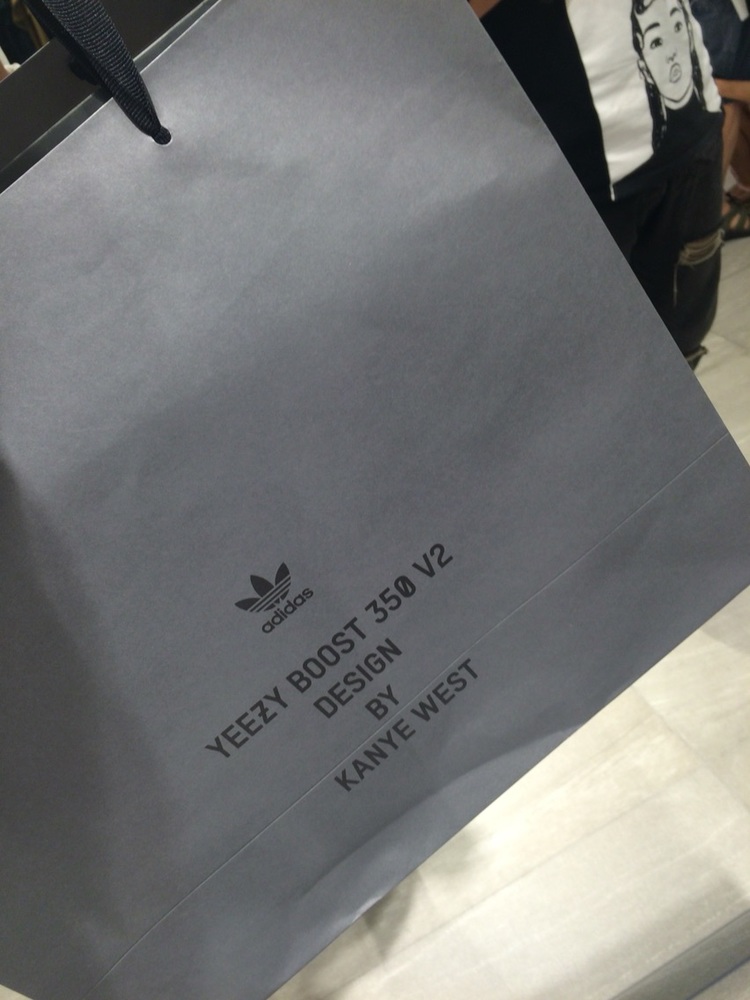 adidas
YEEZY BOOST 350 V2
DESIGN
BY
KANYE WEST